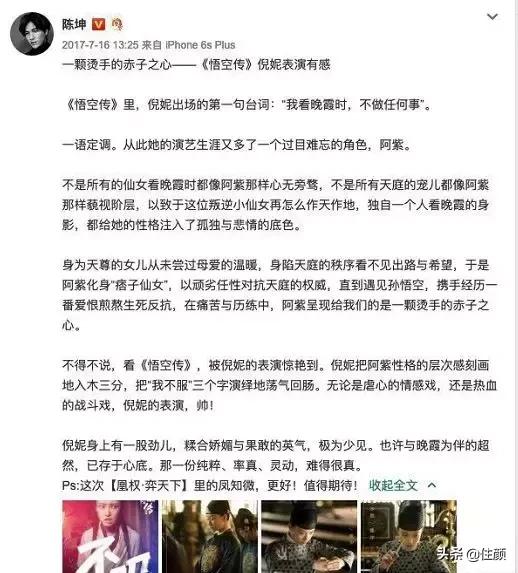 陈坤
2017-7-16 13:25 来自 iPhone 6s Plus
一颗烫手的赤子之心——《悟空传》倪妮表演有感
《悟空传》里，倪妮出场的第一句台词：“我看晚霞时，不做任何事”。
一语定调。从此她的演艺生涯又多了一个过目难忘的角色，阿紫。
不是所有的仙女看晚霞时都像阿紫那样心无旁骛，不是所有天庭的宠儿都像阿紫
那样藐视阶层，以致于这位叛逆小仙女再怎么作天作地，独自一个人看晚霞的身
影，都给她的性格注入了孤独与悲情的底色。
身为天尊的女儿从未尝过母爱的温暖，身陷天庭的秩序看不见出路与希望，于是
阿紫化身“痞子仙女”，以顽劣任性对抗天庭的权威，直到遇见孙悟空，携手经历一
番爱恨煎熬生死反抗，在痛苦与历练中，阿紫呈现给我们的是一颗烫手的赤子之
心。
不得不说，看《悟空传》，被倪妮的表演惊艳到。倪妮把阿紫性格的层次感刻画
地入木三分，把“我不服”三个字演绎地荡气回肠。无论是虐心的情感戏，还是热血
的战斗戏，倪妮的表演，帅！
倪妮身上有一股劲儿，糅合娇媚与果敢的英气，极为少见。也许与晚霞为伴的超
然，已存于心底。那一份纯粹、率真、灵动，难得很真。
Ps:这次【凰权·弈天下】里的凤知微，更好！值得期待！ 收起全文
头条 @住颜